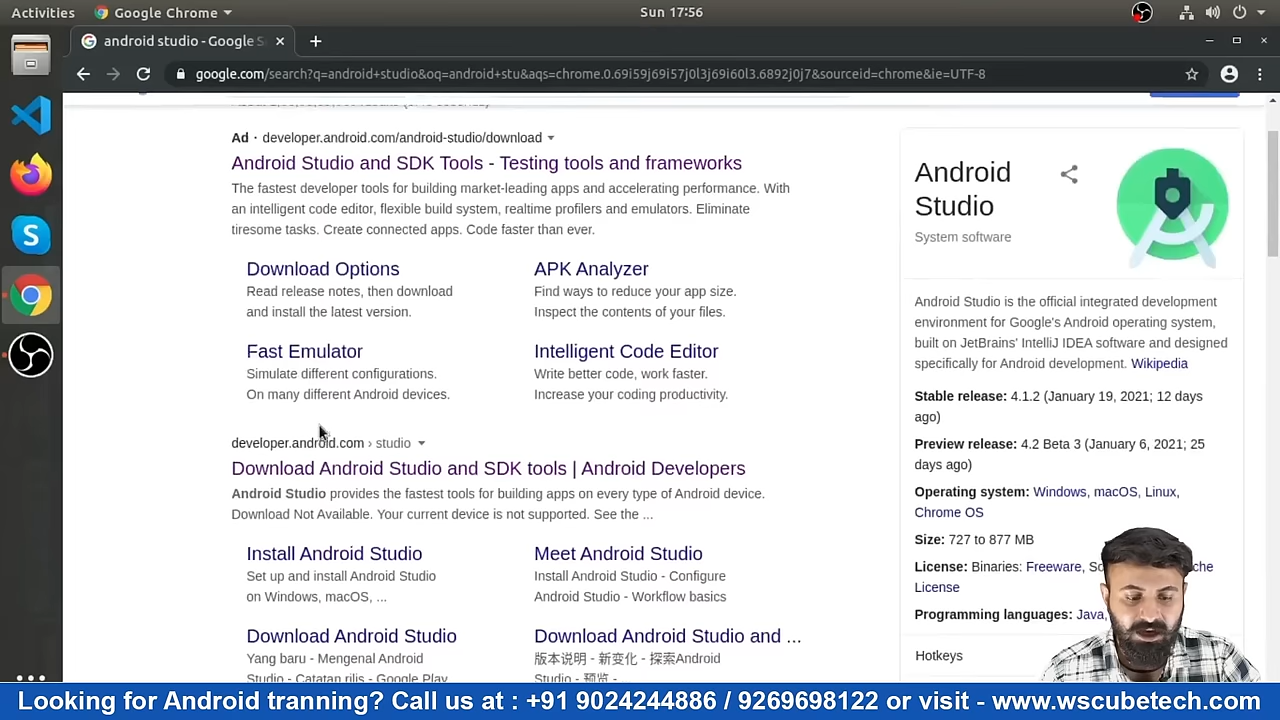 Activities
Google Chrome
Sun 17:56
android studio - Google S
google.com/search?q=android+studio&oq=android+stu&aqs=chrome.0.69i59j69i57j0l3j69i60l3.6892j0j7&sourceid=chrome&ie=UTF-8
Ad · developer.android.com/android-studio/download
Android Studio and SDK Tools - Testing tools and frameworks
The fastest developer tools for building market-leading apps and accelerating performance. With
an intelligent code editor, flexible build system, realtime profilers and emulators. Eliminate
tiresome tasks. Create connected apps. Code faster than ever.
Download Options
Read release notes, then download
and install the latest version.
APK Analyzer
Find ways to reduce your app size.
Inspect the contents of your files.
Fast Emulator
Simulate different configurations.
On many different Android devices.
Intelligent Code Editor
Write better code, work faster.
Increase your coding productivity.
developer.android.com › studio
Download Android Studio and SDK tools | Android Developers
Android Studio provides the fastest tools for building apps on every type of Android device.
Download Not Available. Your current device is not supported. See the ...
Install Android Studio
Set up and install Android Studio
on Windows, macOS, ...
Meet Android Studio
Install Android Studio - Configure
Android Studio - Workflow basics
Download Android Studio
Yang baru - Mengenal Android
Studio - Catatan rilis - Google Play
Download Android Studio and ...
版本说明 - 新变化 - 探索Android
Studio - 预览 -
Android
Studio
System software
Android Studio is the official integrated development
environment for Google's Android operating system,
built on JetBrains' IntelliJ IDEA software and designed
specifically for Android development. Wikipedia
Stable release: 4.1.2 (January 19, 2021; 12 days
ago)
Preview release: 4.2 Beta 3 (January 6, 2021; 25
days ago)
Operating system: Windows, macOS, Linux,
Chrome OS
Size: 727 to 877 MB
License: Binaries: Freeware, So che
License
Programming languages: Java,
Hotkeys
Looking for Android tranning? Call us at : +91 9024244886 / 9269698122 or visit - www.wscubetech.com